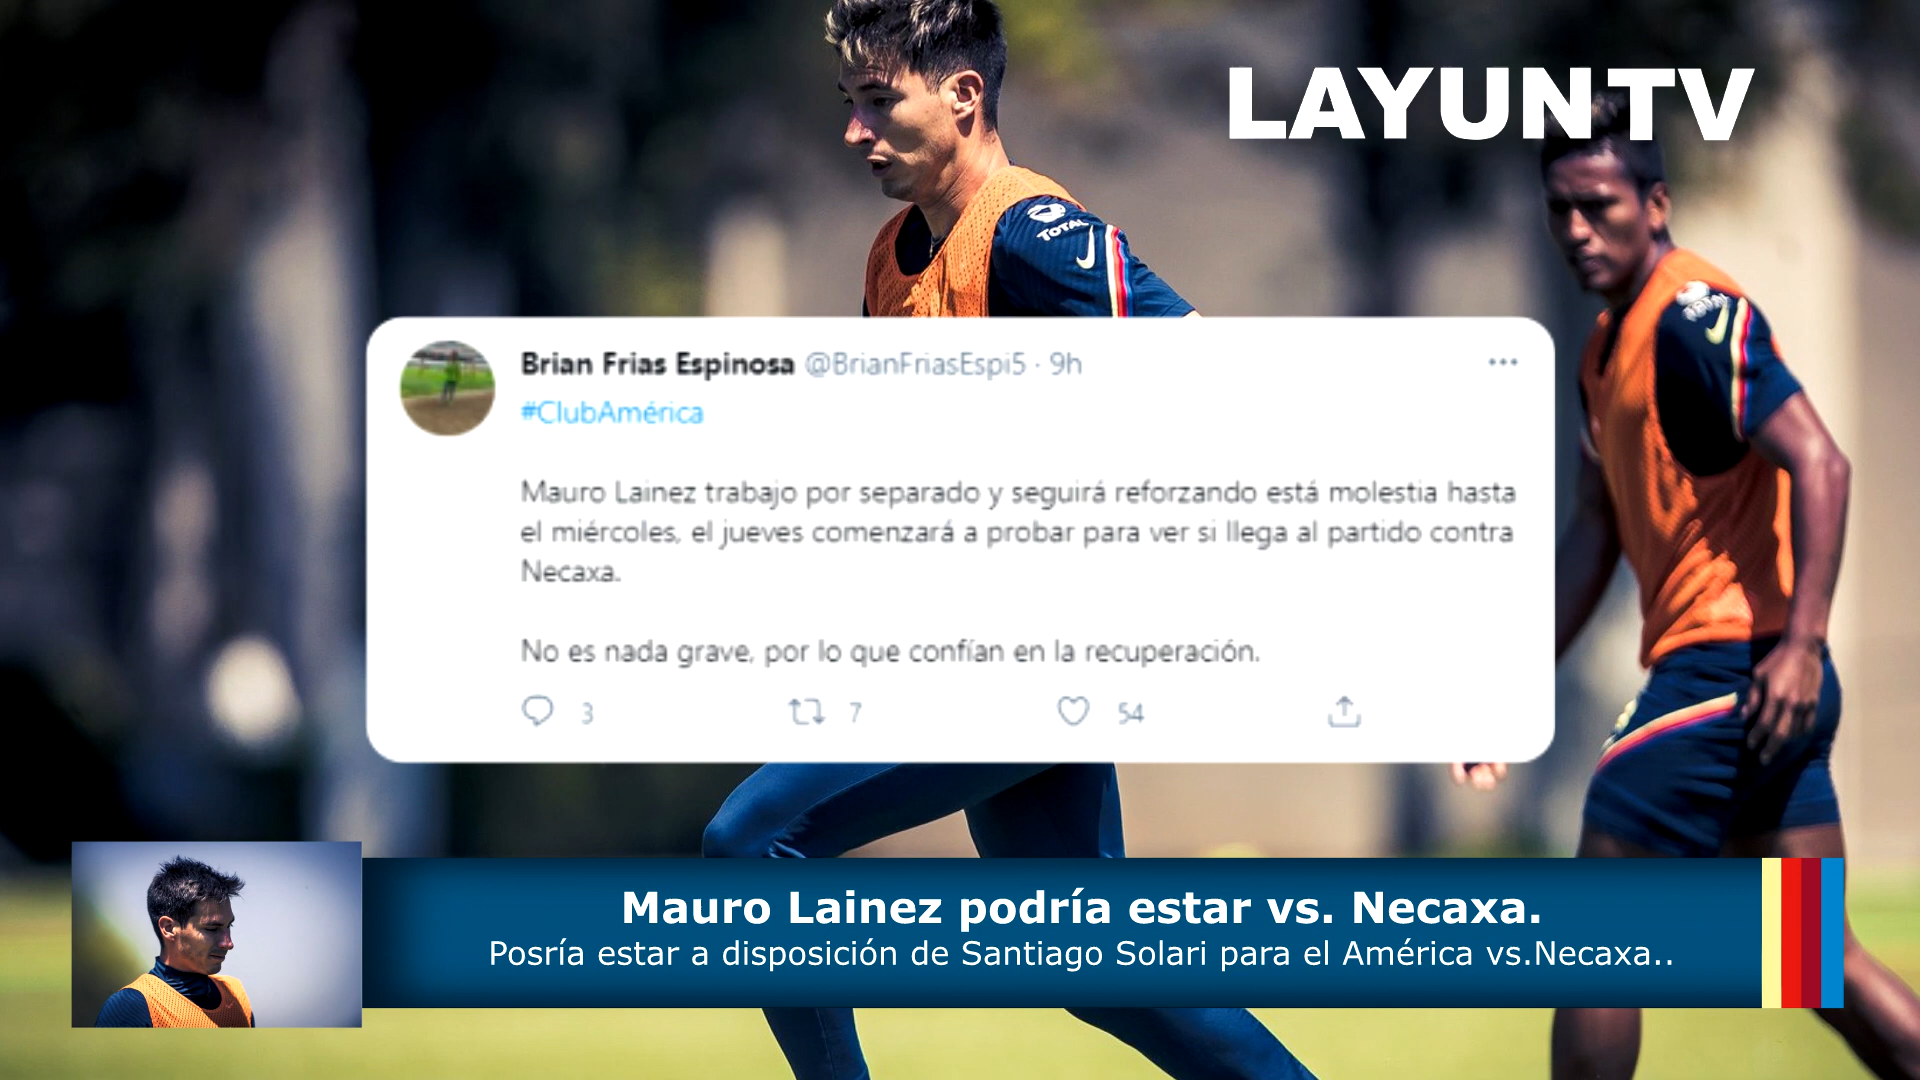 LAYUNTV
TOTAL
Brian Frias Espinosa @BrianFriasEspi5 · 9h
#ClubAmérica
Mauro Lainez trabajo por separado y seguirá reforzando está molestia hasta
el miércoles, el jueves comenzará a probar para ver si llega al partido contra
Necaxa.
No es nada grave, por lo que confían en la recuperación.
3 7 54
Mauro Lainez podría estar vs. Necaxa.
Posría estar a disposición de Santiago Solari para el América vs.Necaxa..